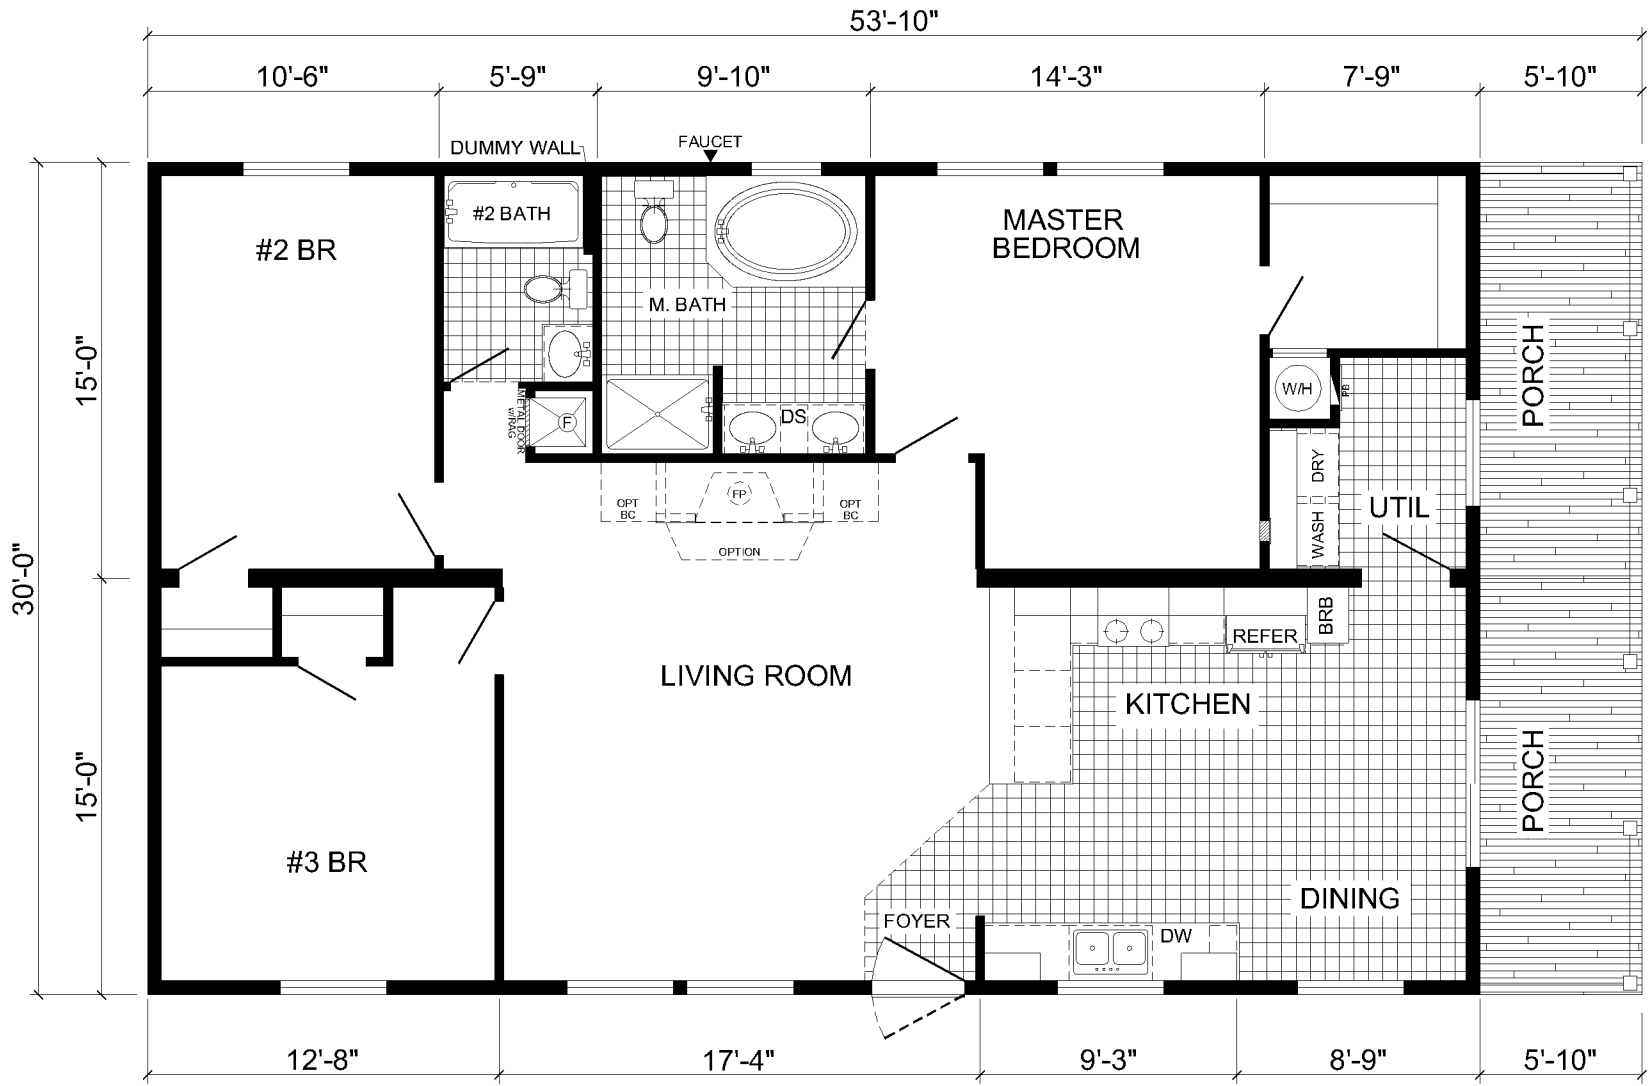 53'-10"
10'-6"
5'-9"
9'-10"
14'-3"
7'-9"
5'-10"
DUMMY WALL
FAUCET
#2 BR
#2 BATH
M. BATH
MASTER
BEDROOM
PORCH
15'-0"
30'-0"
METAL DOOR
w/RAG
F
DS
W/H
PB
DRY
WASH
UTIL
OPT
BC
FP
OPT
BC
OPTION
BRB
REFER
LIVING ROOM
KITCHEN
PORCH
15'-0"
#3 BR
DINING
FOYER
DW
12'-8"
17'-4"
9'-3"
8'-9"
5'-10"